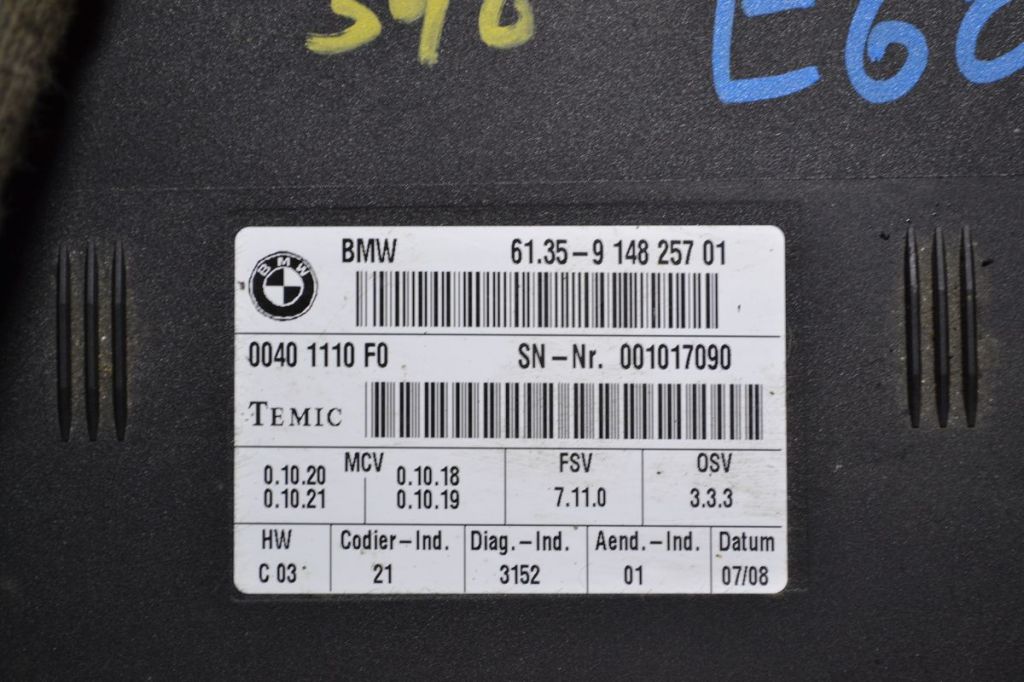 BMW 61.35-9 148 257 01
BMW
0040 1110 F0 SN-Nr. 001017090
TEMIC
MCV FSV OSV
0.10.20 0.10.18
0.10.21 0.10.19 7.11.0 3.3.3
HW Codier-Ind. Diag.-Ind. Aend.-Ind. Datum
C 03 21 3152 01 07/08